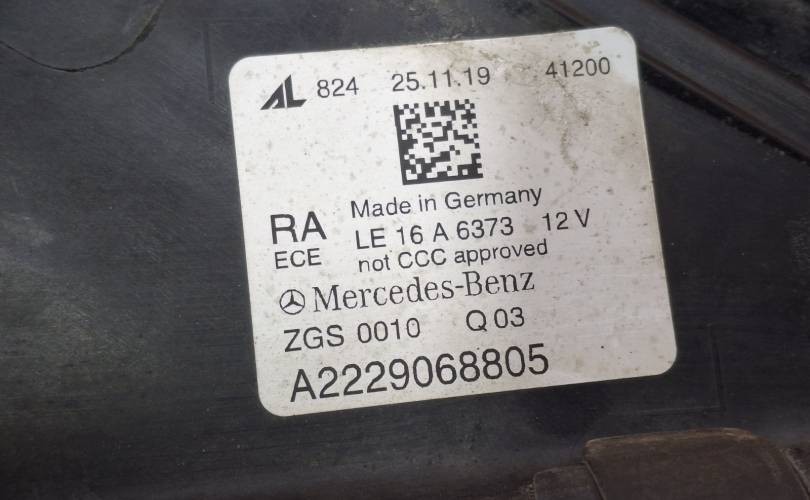 AL 824 25.11.19 41200
Made in Germany
RA LE 16 A 6373 12 V
ECE not CCC approved
Mercedes-Benz
ZGS 0010 Q 03
A2229068805